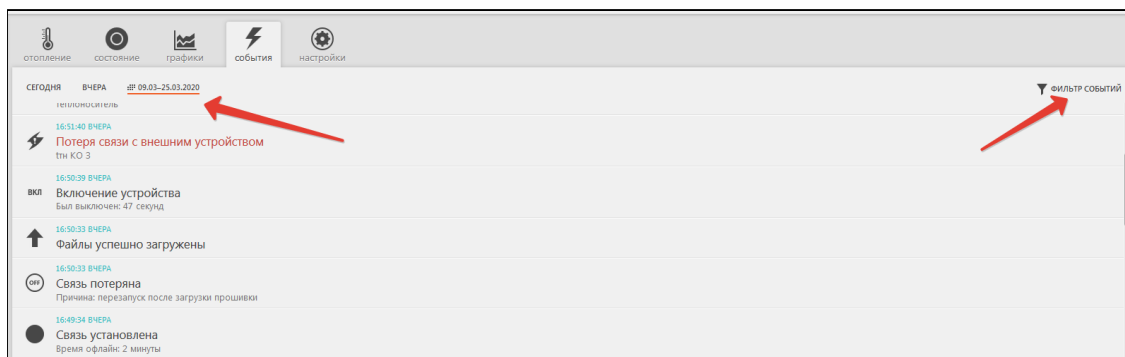 отопление состояние графики события настройки
СЕГОДНЯ ВЧЕРА 09.03–25.03.2020 ФИЛЬТР СОБЫТИЙ
теплоноситель
16:51:40 ВЧЕРА
Потеря связи с внешним устройством
tтн КО 3
16:50:39 ВЧЕРА
ВКЛ Включение устройства
Был выключен: 47 секунд
16:50:33 ВЧЕРА
Файлы успешно загружены
16:50:33 ВЧЕРА
OFF Связь потеряна
Причина: перезапуск после загрузки прошивки
16:49:34 ВЧЕРА
Связь установлена
Время офлайн: 2 минуты